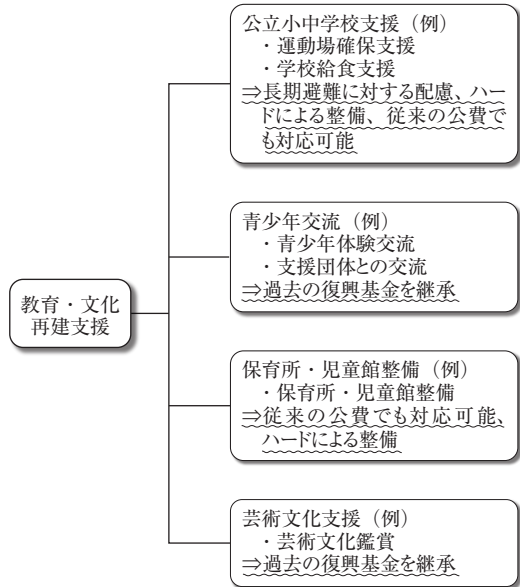 公立小中学校支援（例）
・運動場確保支援
・学校給食支援
⇒長期避難に対する配慮、ハー
ドによる整備、従来の公費で
も対応可能
青少年交流（例）
・青少年体験交流
・支援団体との交流
⇒過去の復興基金を継承
教育・文化
再建支援
保育所・児童館整備（例）
・保育所・児童館整備
⇒従来の公費でも対応可能、
ハードによる整備
芸術文化支援（例）
・芸術文化鑑賞
⇒過去の復興基金を継承